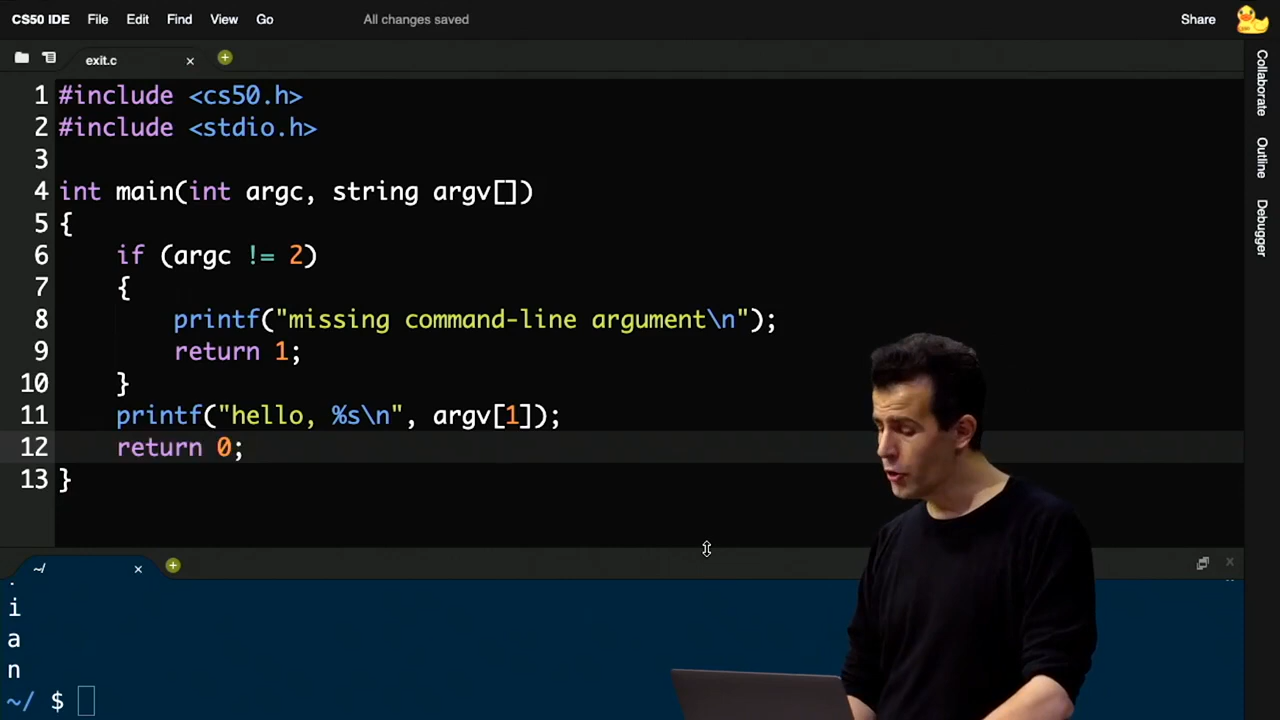 CS50 IDE File Edit Find View Go All changes saved Share
exit.c
1 #include <cs50.h>
2 #include <stdio.h>
3
4 int main(int argc, string argv[])
5 {
6     if (argc != 2)
7     {
8         printf("missing command-line argument\n");
9         return 1;
10     }
11     printf("hello, %s\n", argv[1]);
12     return 0;
13 }
Collaborate
Outline
Debugger
~/
i
a
n
~/ $